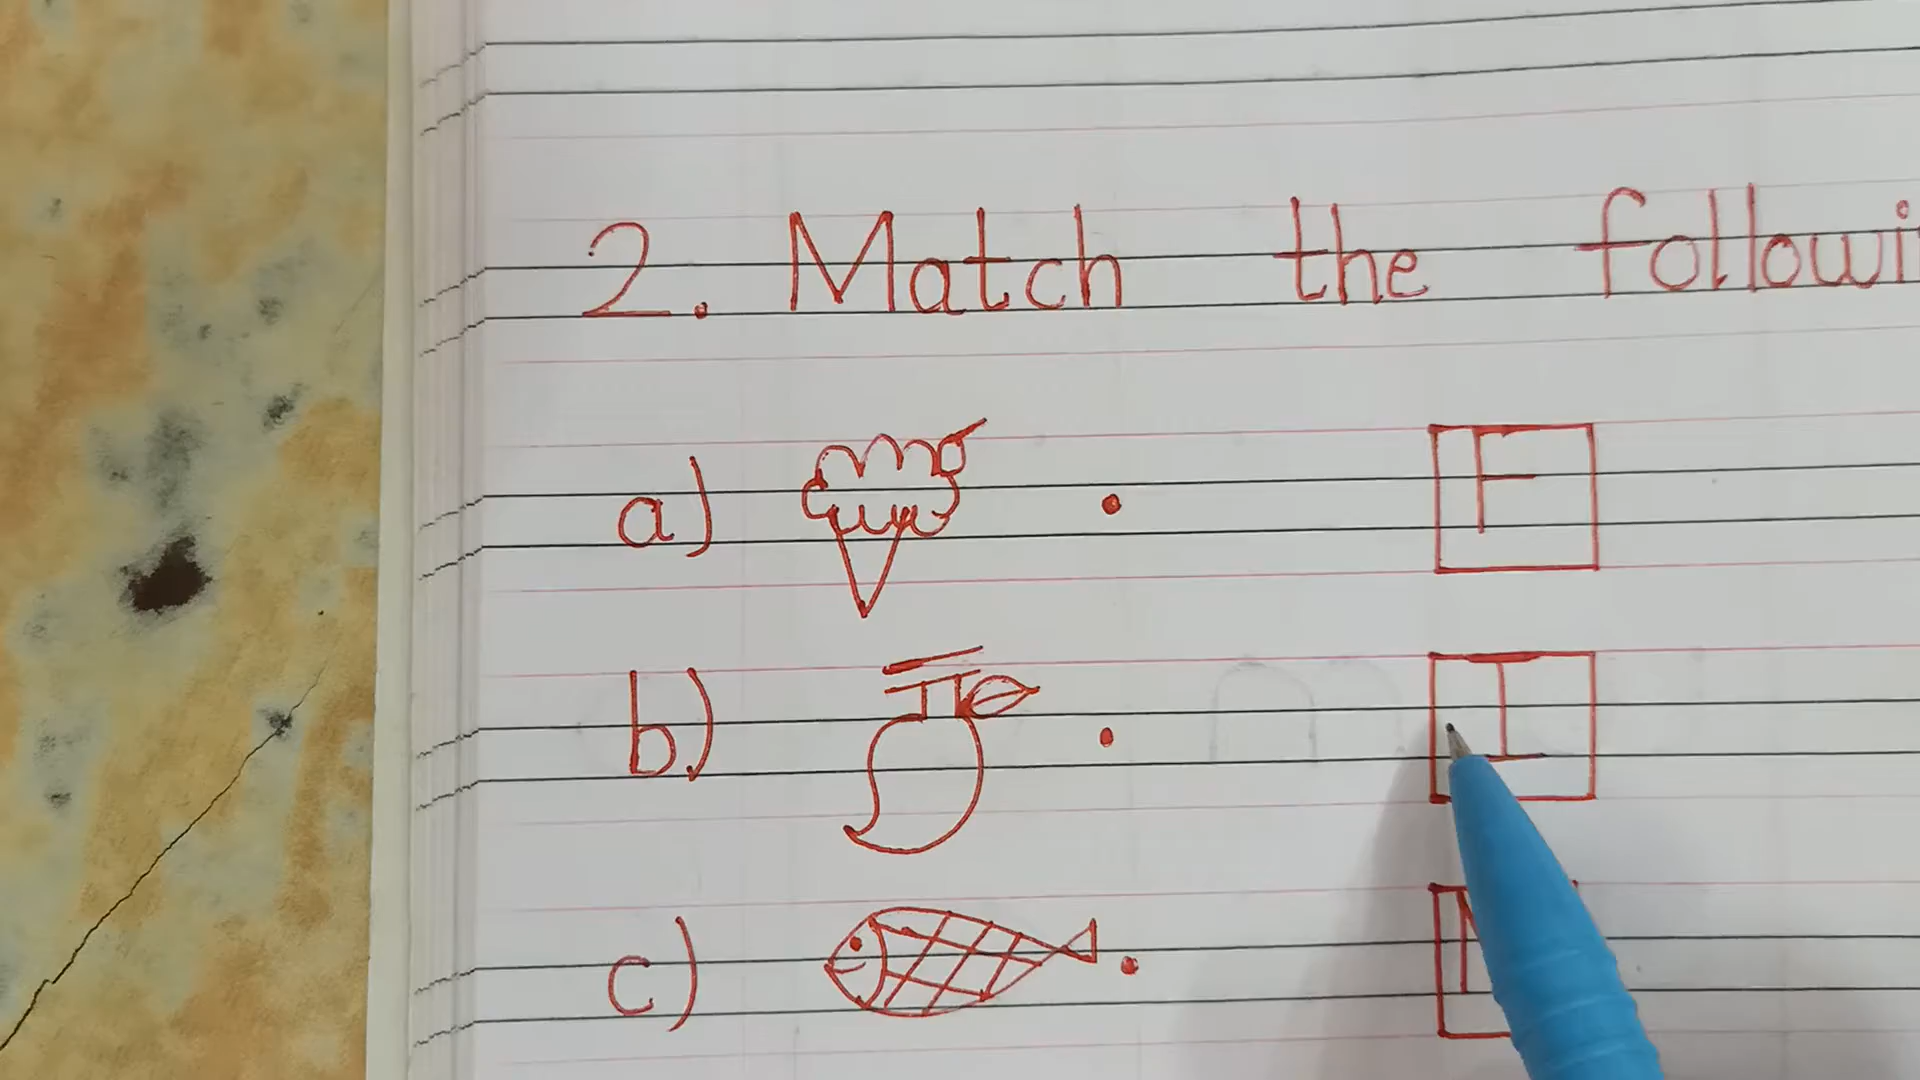 2. Match the followi
a) F
b) I
c)